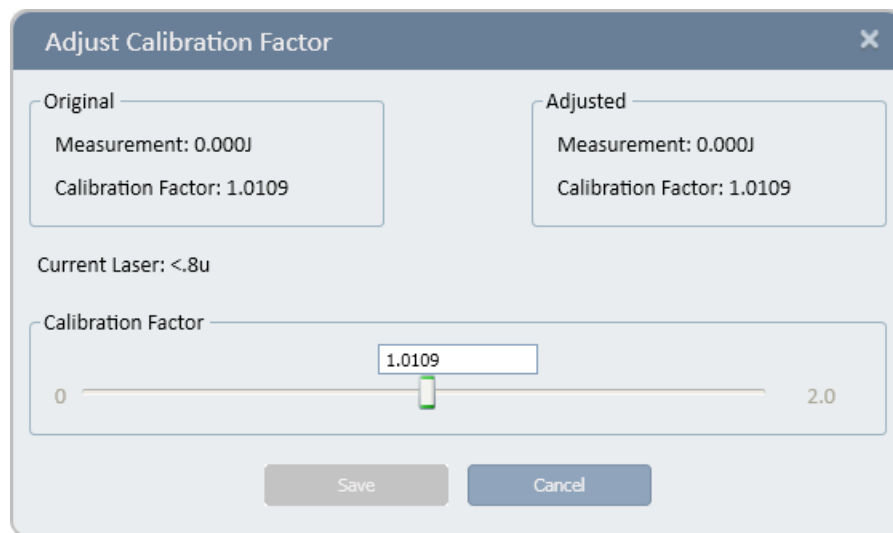 Adjust Calibration Factor
Original
Measurement: 0.000J
Calibration Factor: 1.0109
Adjusted
Measurement: 0.000J
Calibration Factor: 1.0109
Current Laser: <.8u
Calibration Factor
1.0109
0 2.0
Save Cancel